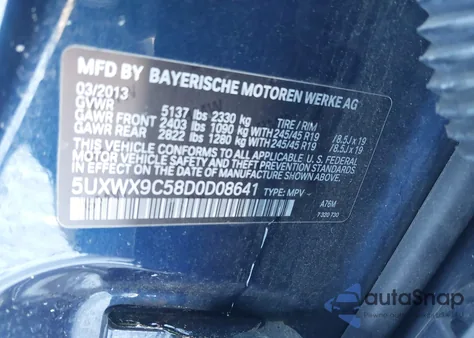 MFD BY BAYERISCHE MOTOREN WERKE AG
03/2013
GVWR 5137 lbs 2330 kg TIRE / RIM
GAWR FRONT 2403 lbs 1090 kg WITH 245/45 R19 / 8.5J x 19
GAWR REAR 2822 lbs 1280 kg WITH 245/45 R19 / 8.5J x 19
THIS VEHICLE CONFORMS TO ALL APPLICABLE U.S. FEDERAL
MOTOR VEHICLE SAFETY AND THEFT PREVENTION STANDARDS
IN EFFECT ON THE DATE OF MANUFACTURE SHOWN ABOVE.
5UXWX9C58D0D08641 TYPE: MPV
A76M
7 320 730
autoSnap